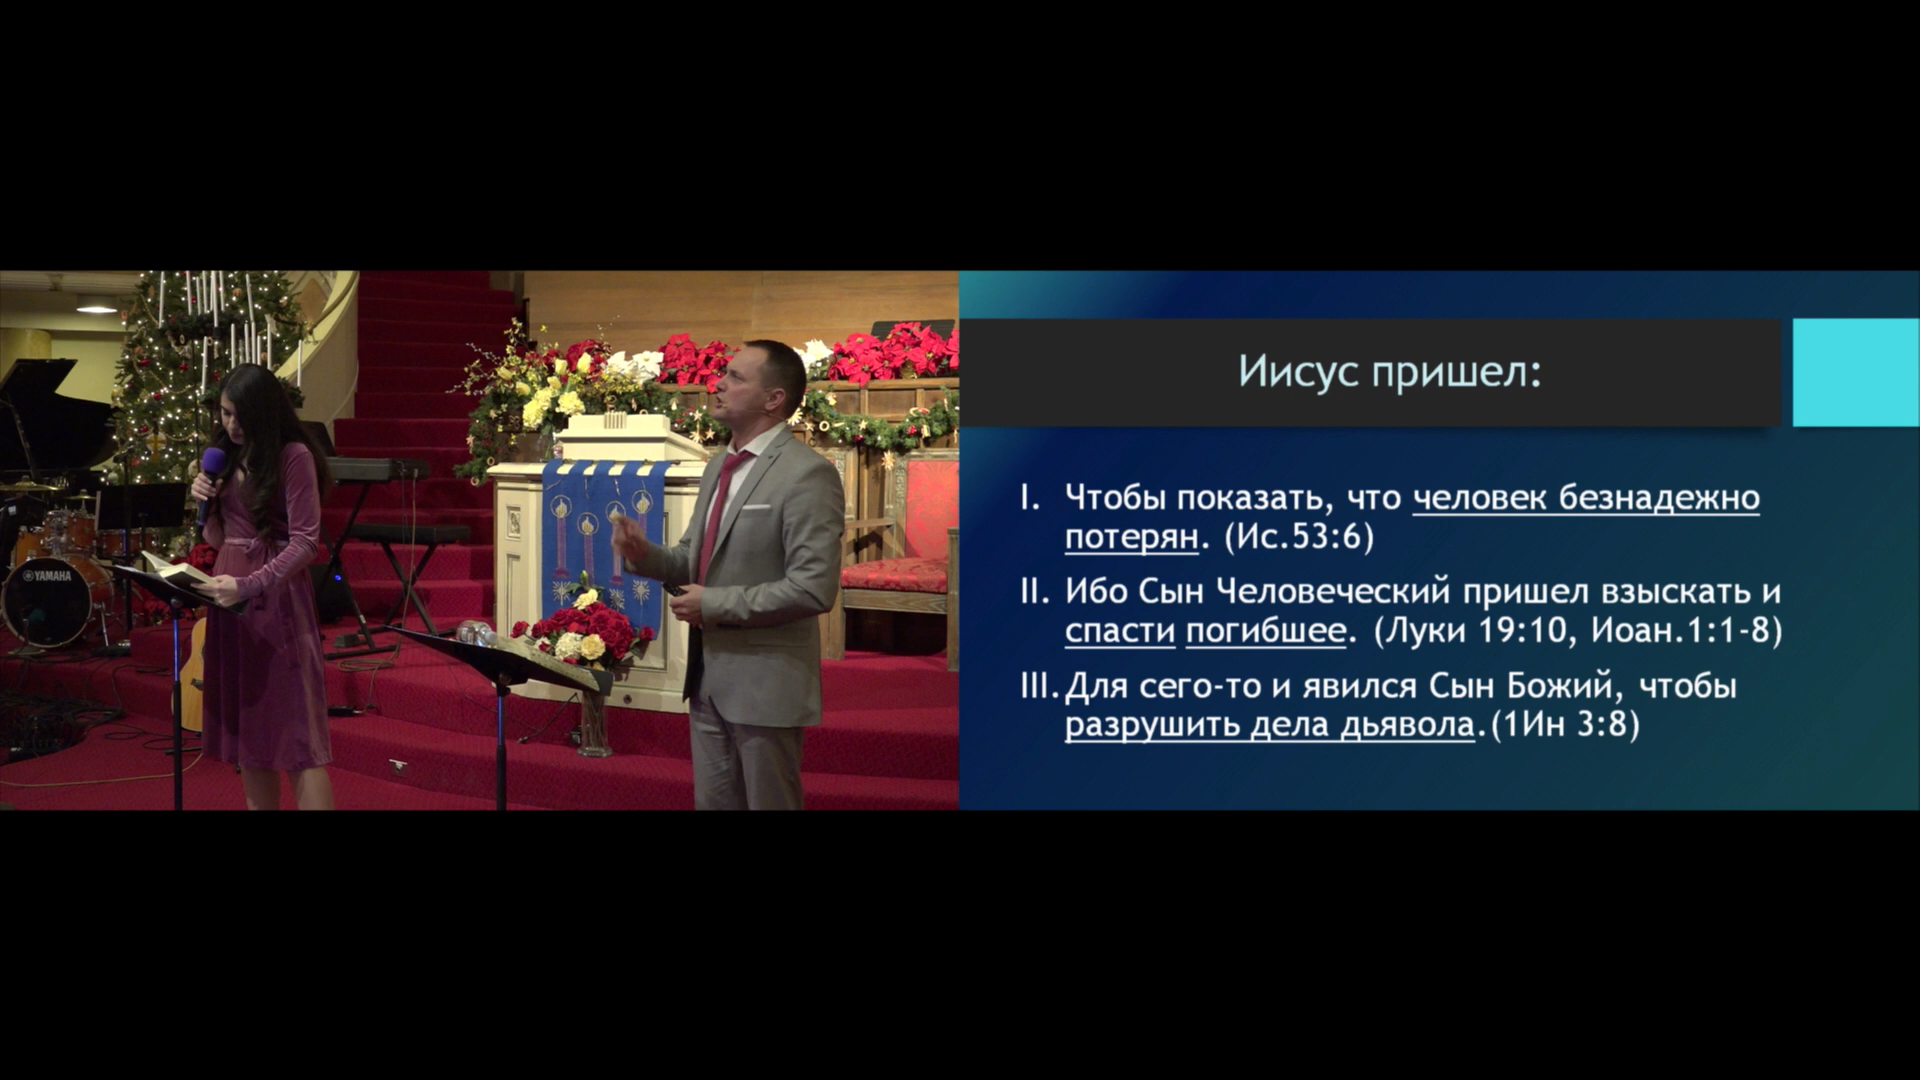 YAMAHA
Иисус пришел:
I. Чтобы показать, что человек безнадежно
потерян. (Ис.53:6)
II. Ибо Сын Человеческий пришел взыскать и
спасти погибшее. (Луки 19:10, Иоан.1:1-8)
III. Для сего-то и явился Сын Божий, чтобы
разрушить дела дьявола.(1Ин 3:8)